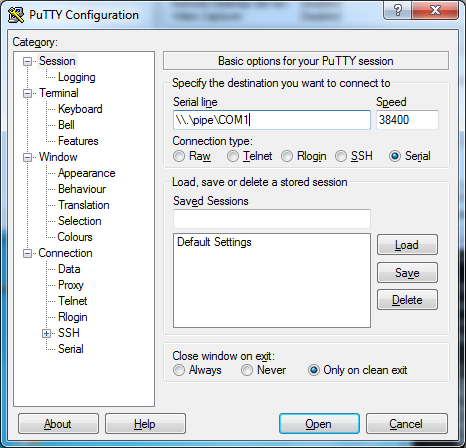 PuTTY Configuration
Category:
Session
Logging
Terminal
Keyboard
Bell
Features
Window
Appearance
Behaviour
Translation
Selection
Colours
Connection
Data
Proxy
Telnet
Rlogin
SSH
Serial
Basic options for your PuTTY session
Specify the destination you want to connect to
Serial line Speed
\\.\pipe\COM1 38400
Connection type:
Raw Telnet Rlogin SSH Serial
Load, save or delete a stored session
Saved Sessions
Default Settings
Load
Save
Delete
Close window on exit:
Always Never Only on clean exit
About Help Open Cancel